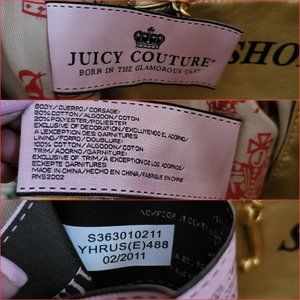 JUICY COUTURE
BORN IN THE GLAMOROUS USA
SHO
BODY/CUERPO/CORSAGE:
80% COTTON/ALGODON/COTON
20% POLYESTER/POLIESTER
EXCLUSIVE OF DECORATION/EXCLUYENDO EL ADORNO/
A L'EXCEPTION DES GARNITURES
LINING/FORRO/DOUBLURE:
100% COTTON/ALGODON/COTON
TRIM/ADORNO/GARNITURE:
EXCLUSIVE OF TRIM/A EXCEPTION DE LOS ADORNOS/
EXCEPTE GARNITURES
MADE IN CHINA/HECHO EN CHINA/FABRIQUE EN CHINE
S363010211
YHRUS(E)488
02/2011